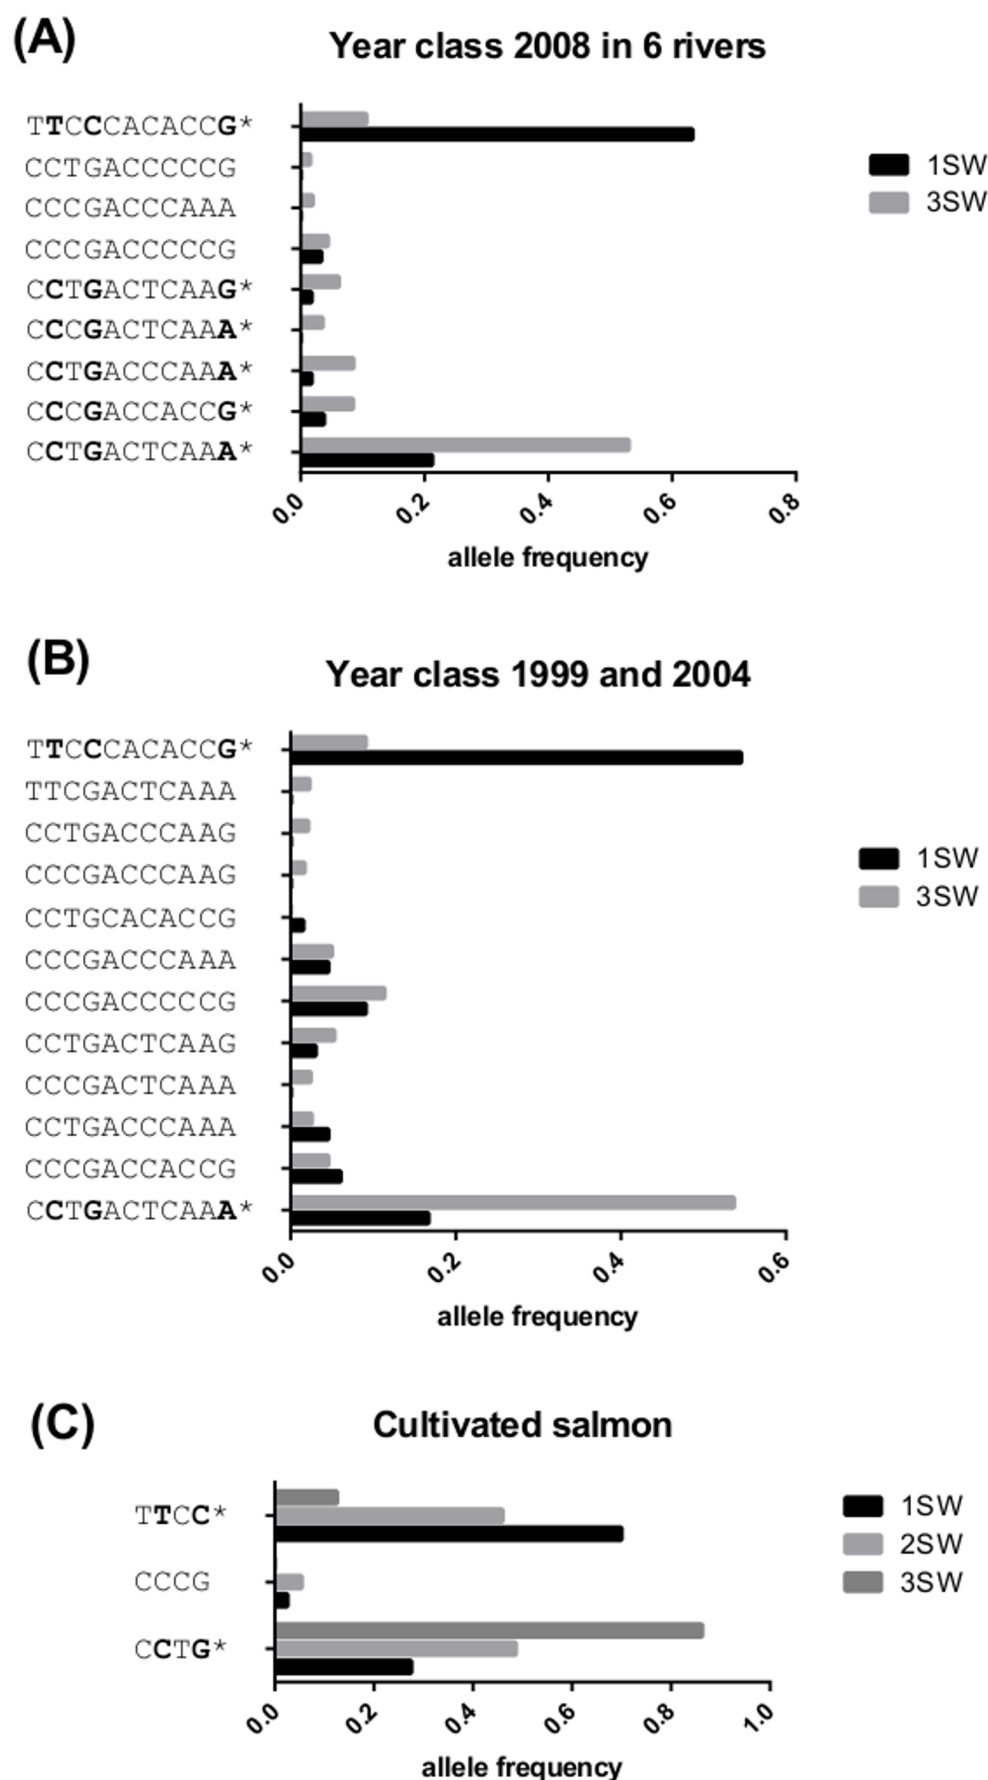 (A)
Year class 2008 in 6 rivers
TTCCCACACCG*
CCTGACCCCCG
CCCGACCCAAA
CCCGACCCCCG
CCTGACTCAAG*
CCCGACTCAAA*
CCTGACCCAAA*
CCCGACCACCG*
CCTGACTCAAA*
1SW
3SW
0.0 0.2 0.4 0.6 0.8
allele frequency
(B)
Year class 1999 and 2004
TTCCCACACCG*
TTCGACTCAAA
CCTGACCCAAG
CCCGACCCAAG
CCTGCACACCG
CCCGACCCAAA
CCCGACCCCCG
CCTGACTCAAG
CCCGACTCAAA
CCTGACCCAAA
CCCGACCACCG
CCTGACTCAAA*
1SW
3SW
0.0 0.2 0.4 0.6
allele frequency
(C)
Cultivated salmon
TTCC*
CCCG
CCTG*
1SW
2SW
3SW
0.0 0.2 0.4 0.6 0.8 1.0
allele frequency